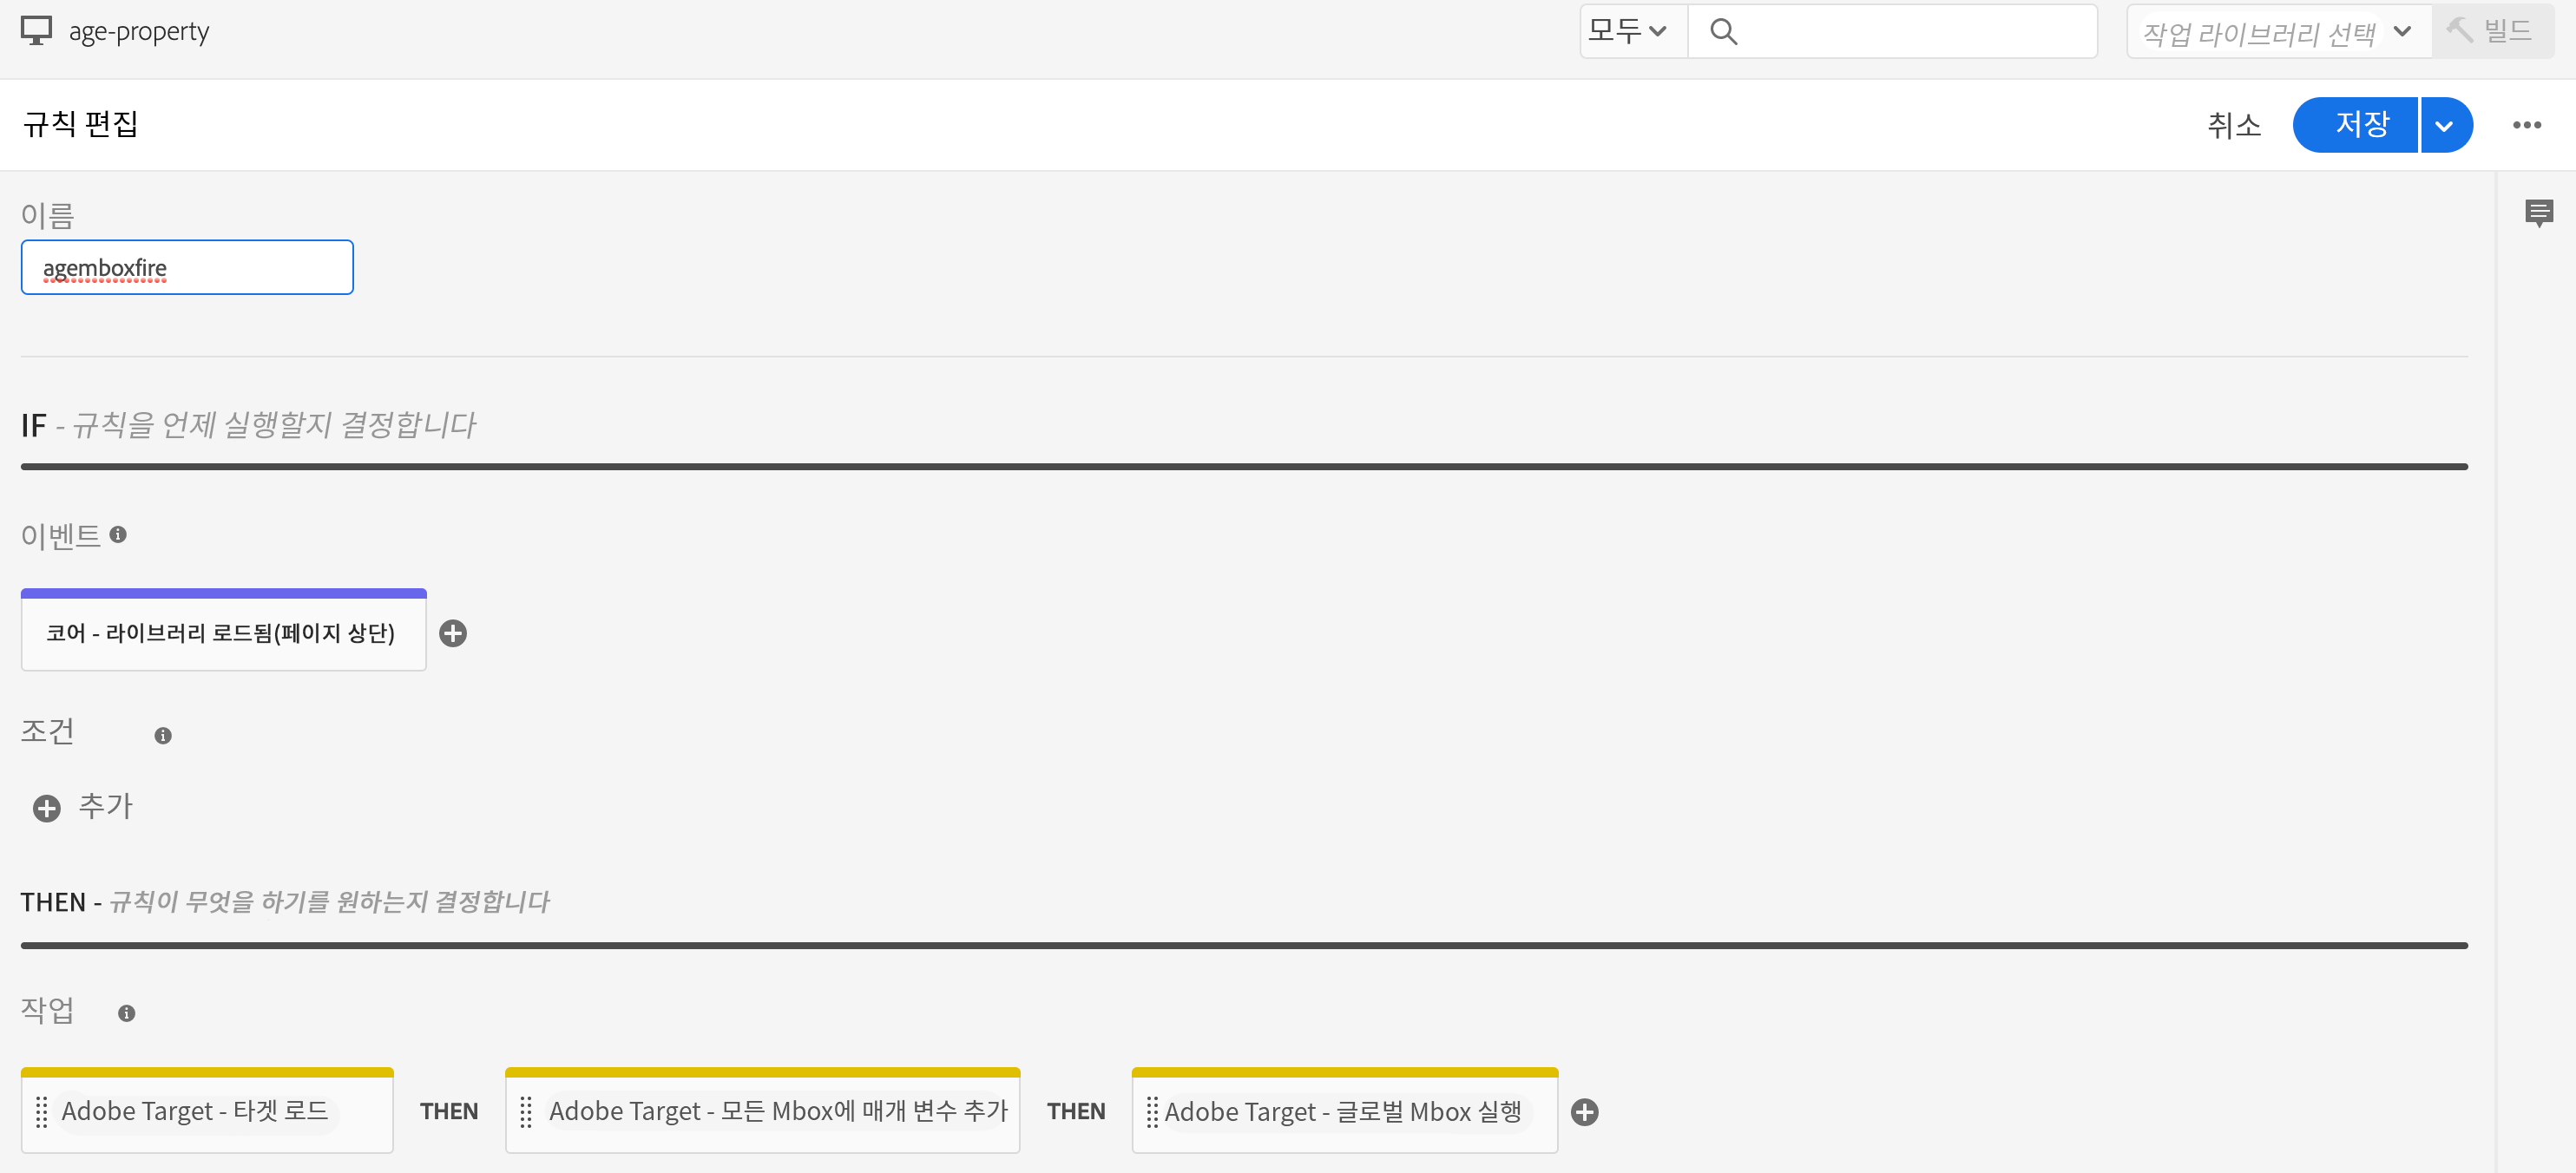 age-property
모두
작업 라이브러리 선택
빌드
규칙 편집
취소
저장
이름
agemboxfire
IF - 규칙을 언제 실행할지 결정합니다
이벤트
코어 - 라이브러리 로드됨(페이지 상단)
조건
추가
THEN - 규칙이 무엇을 하기를 원하는지 결정합니다
작업
Adobe Target - 타겟 로드
THEN
Adobe Target - 모든 Mbox에 매개 변수 추가
THEN
Adobe Target - 글로벌 Mbox 실행